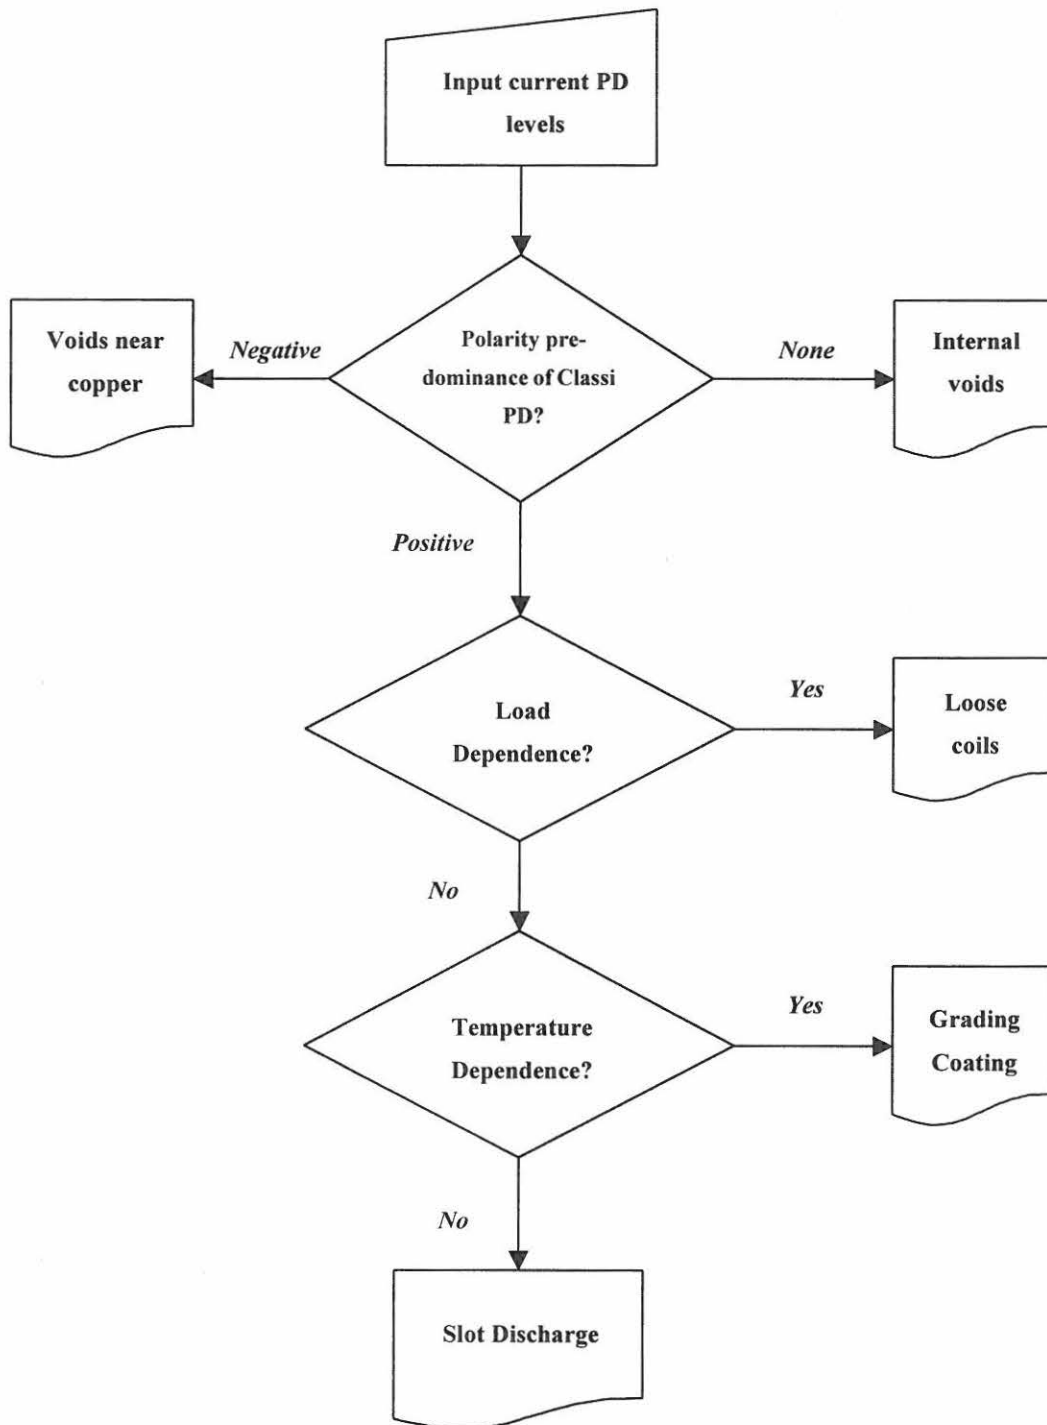 Input current PD
levels
Polarity pre-
dominance of Classi
PD?
Negative
Voids near
copper
None
Internal
voids
Positive
Load
Dependence?
Yes
Loose
coils
No
Temperature
Dependence?
Yes
Grading
Coating
No
Slot Discharge